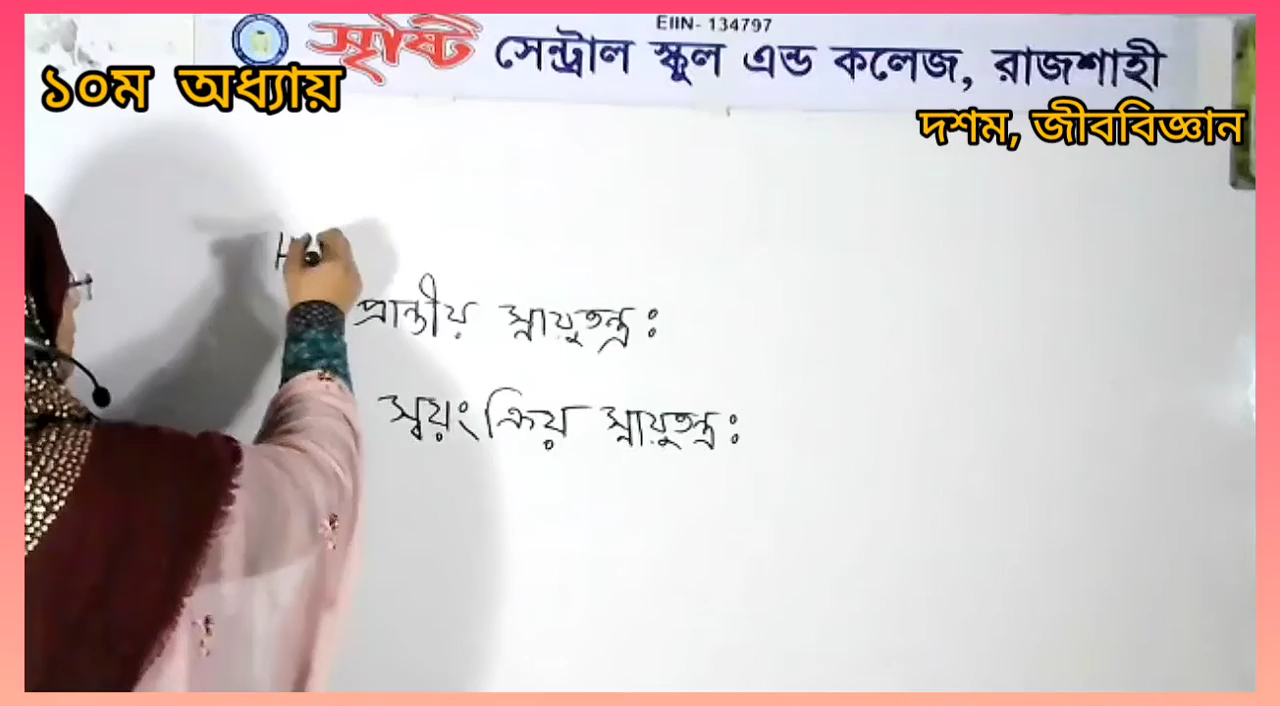 EIIN- 134797
সৃষ্টি সেন্ট্রাল স্কুল এন্ড কলেজ, রাজশাহী
১০ম অধ্যায়
দশম, জীববিজ্ঞান
প্রান্তীয় স্নায়ুতন্ত্র :
স্বয়ংক্রিয় স্নায়ুতন্ত্র :